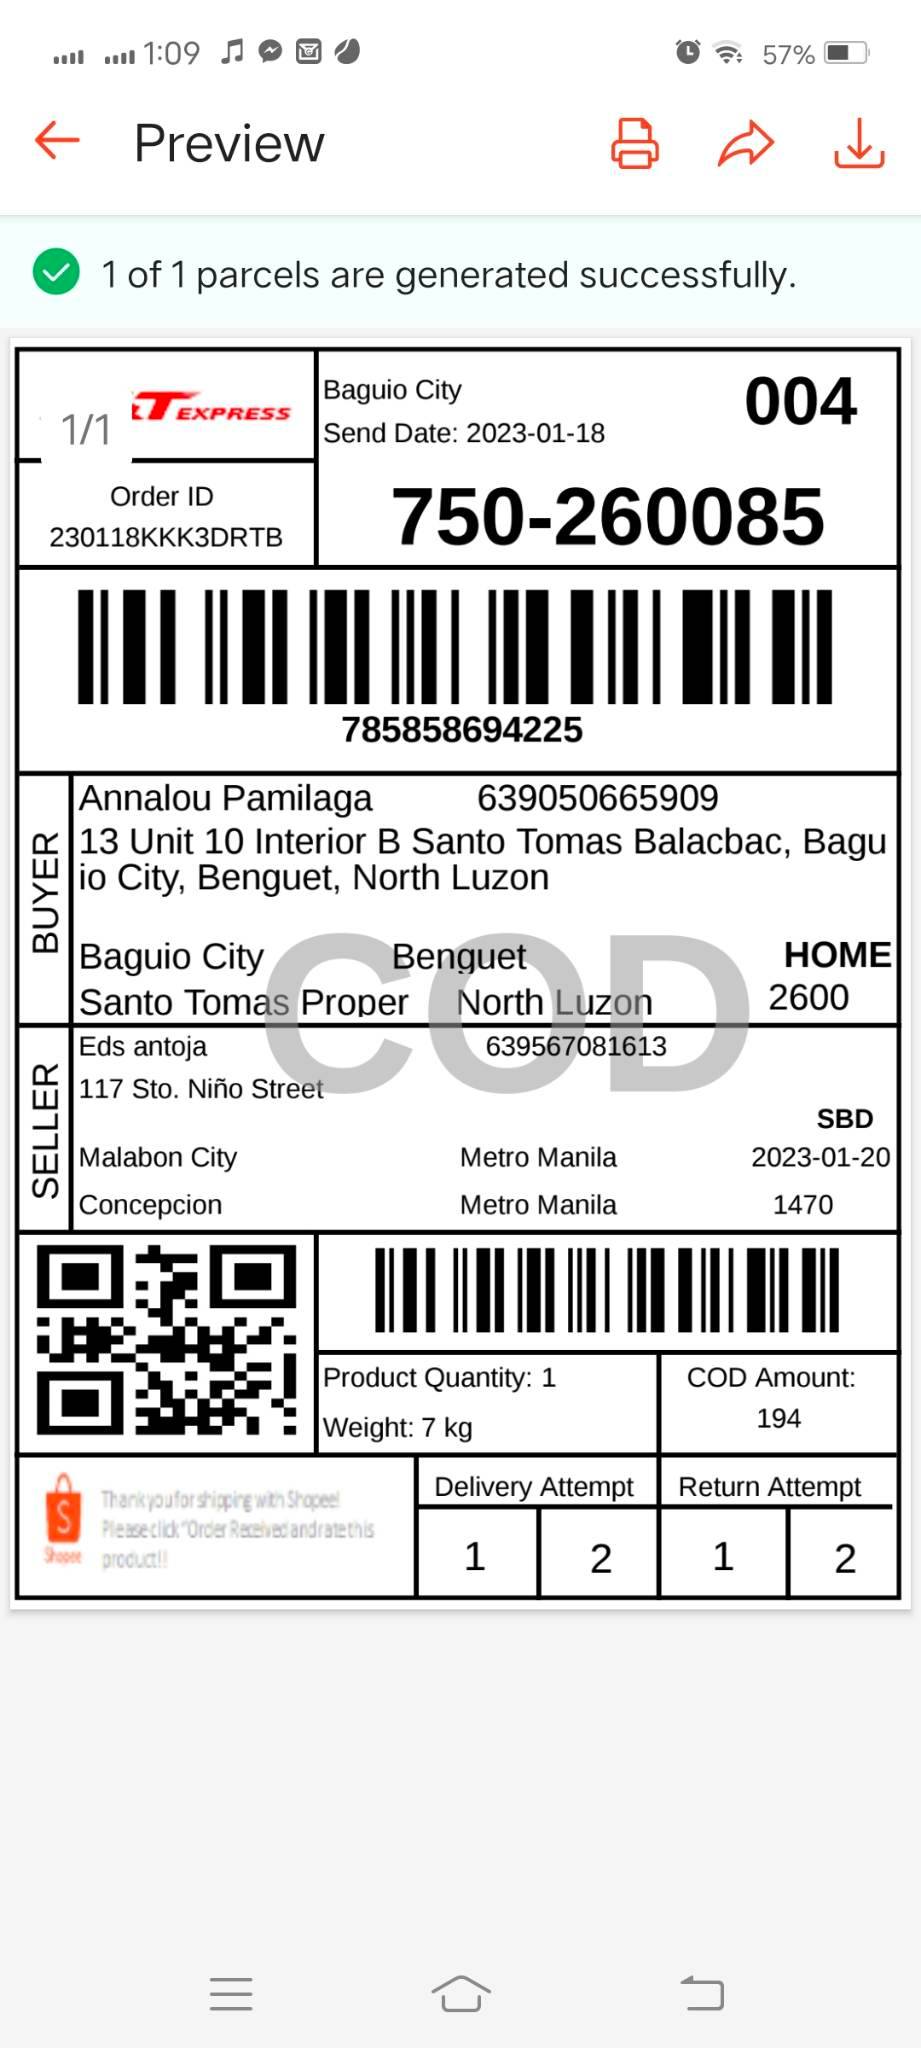 1:09
57%
Preview
1 of 1 parcels are generated successfully.
1/1
T EXPRESS
Baguio City
004
Send Date: 2023-01-18
Order ID
230118KKK3DRTB
750-260085
785858694225
BUYER
Annalou Pamilaga 639050665909
13 Unit 10 Interior B Santo Tomas Balacbac, Bagu
io City, Benguet, North Luzon
Baguio City Benguet HOME
Santo Tomas Proper North Luzon 2600
COD
SELLER
Eds antoja 639567081613
117 Sto. Niño Street
SBD
Malabon City Metro Manila 2023-01-20
Concepcion Metro Manila 1470
Product Quantity: 1
Weight: 7 kg
COD Amount:
194
S
Shopee
Thank you for shipping with Shopee!
Please click "Order Received and rate this
product!!
Delivery Attempt
1 2
Return Attempt
1 2